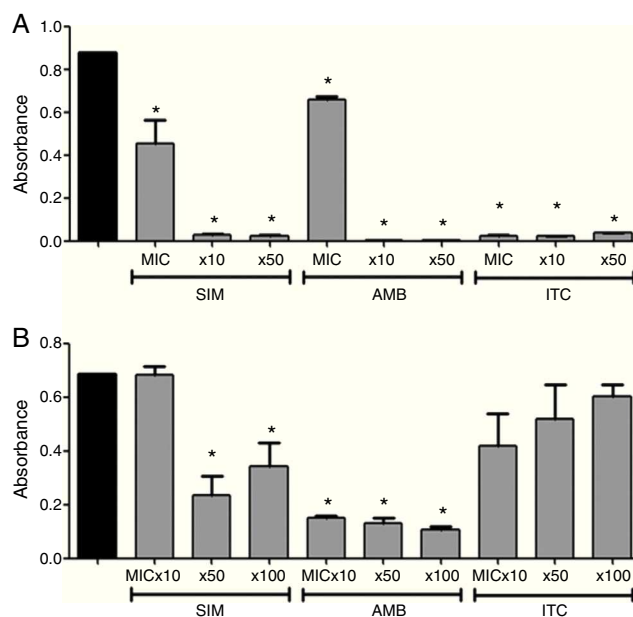 A
Absorbance
1.0
0.8
0.6
0.4
0.2
0.0
* * * * * * * * *
MIC x10 x50 MIC x10 x50 MIC x10 x50
SIM AMB ITC
B
Absorbance
0.8
0.6
0.4
0.2
0.0
* * * * *
MICx10 x50 x100 MICx10 x50 x100 MICx10 x50 x100
SIM AMB ITC